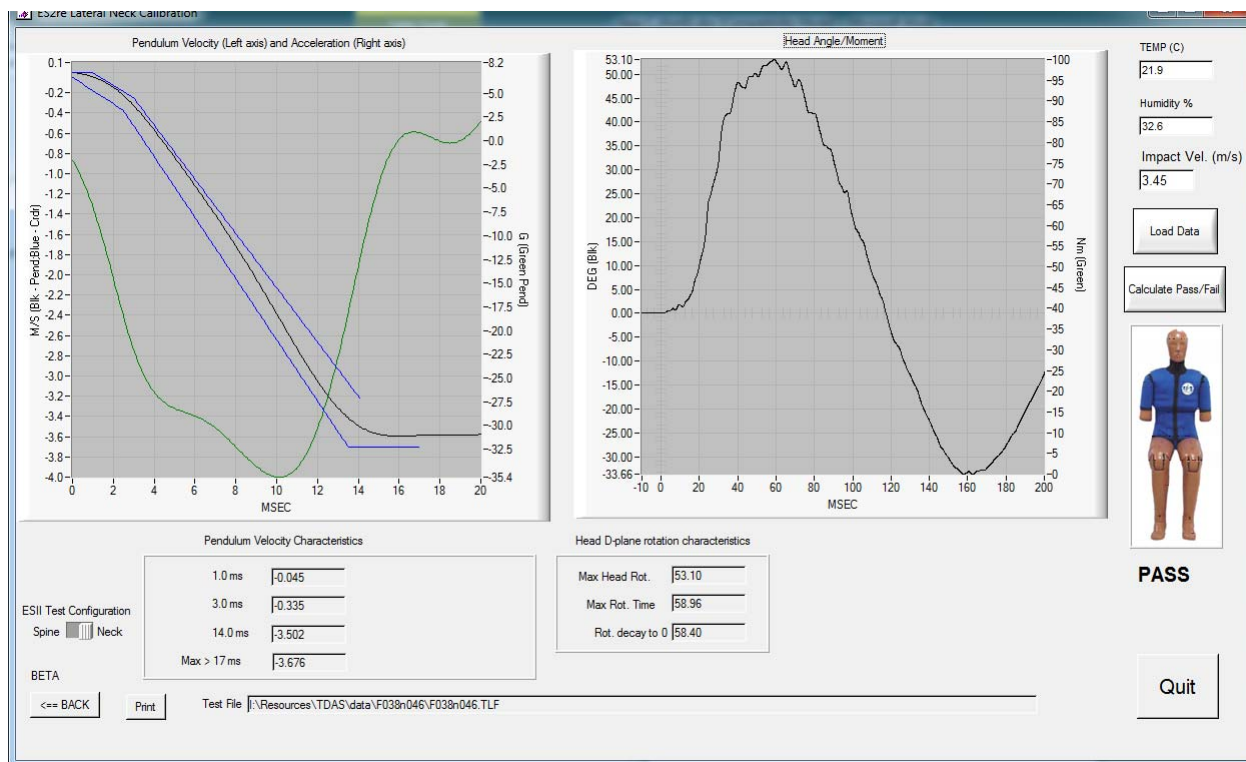 ES2re Lateral Neck Calibration
Pendulum Velocity (Left axis) and Acceleration (Right axis)
0.1
-0.2
-0.4
-0.6
-0.8
-1.0
-1.2
-1.4
-1.6
-1.8
-2.0
-2.2
-2.4
-2.6
-2.8
-3.0
-3.2
-3.4
-3.6
-3.8
-4.0
M/S (Blk - Pend;Blue - Crdr)
8.2
5.0
2.5
0.0
-2.5
-5.0
-7.5
-10.0
-12.5
-15.0
-17.5
-20.0
-22.5
-25.0
-27.5
-30.0
-32.5
-35.4
G (Green Pend)
0 2 4 6 8 10 12 14 16 18 20
MSEC
Head Angle/Moment
53.10
50.00
45.00
40.00
35.00
30.00
25.00
20.00
15.00
10.00
5.00
0.00
-5.00
-10.00
-15.00
-20.00
-25.00
-30.00
-33.66
DEG (Blk)
100
95
90
85
80
75
70
65
60
55
50
45
40
35
30
25
20
15
10
5
0
Nm (Green)
-10 0 20 40 60 80 100 120 140 160 180 200
MSEC
TEMP (C)
21.9
Humidity %
32.6
Impact Vel. (m/s)
3.45
Load Data
Calculate Pass/Fail
PASS
Quit
Pendulum Velocity Characteristics
1.0 ms -0.045
3.0 ms -0.335
14.0 ms -3.502
Max > 17 ms -3.676
Head D-plane rotation characteristics
Max Head Rot. 53.10
Max Rot. Time 58.96
Rot. decay to 0 58.40
ESII Test Configuration
Spine Neck
BETA
<== BACK
Print
Test File I:\Resources\TDAS\data\F038n046\F038n046.TLF